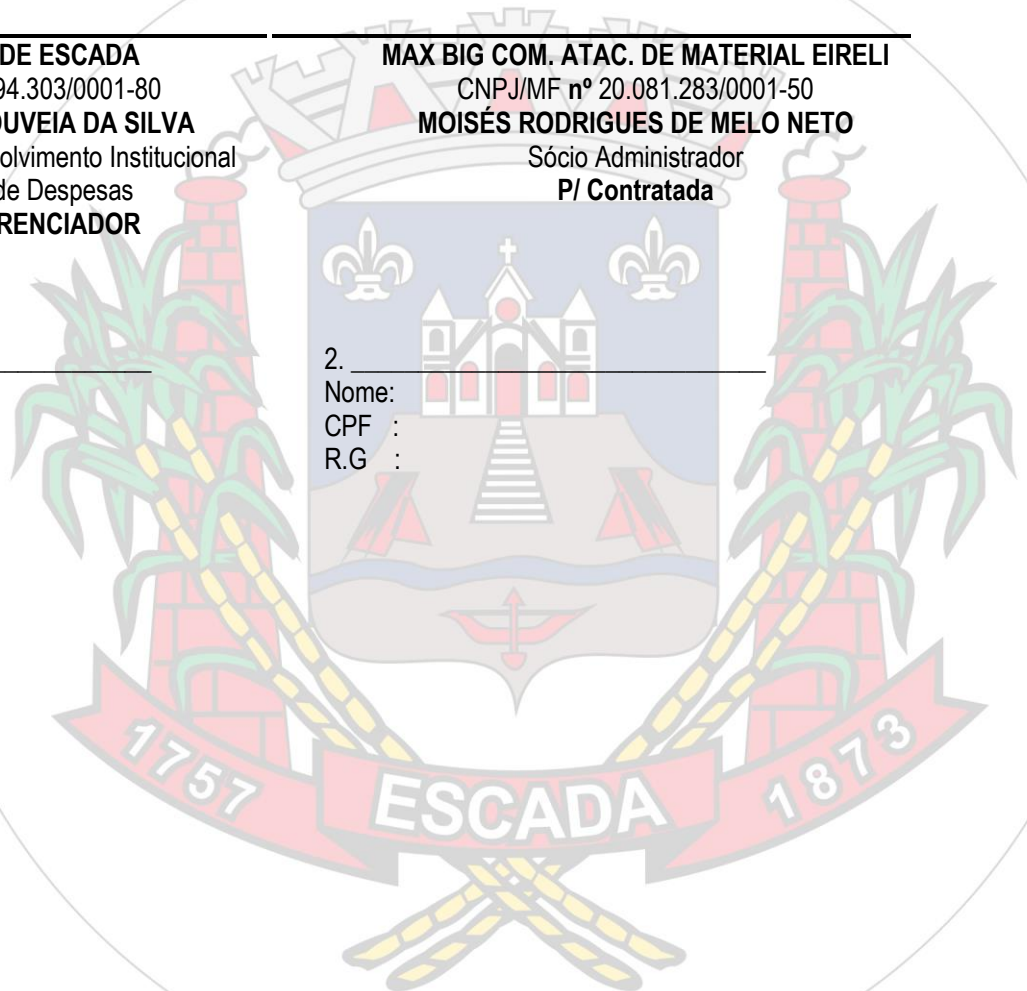 DE ESCADA
94.303/0001-80
OUVEIA DA SILVA
olvimento Institucional
de Despesas
RENCIADOR
MAX BIG COM. ATAC. DE MATERIAL EIRELI
CNPJ/MF nº 20.081.283/0001-50
MOISÉS RODRIGUES DE MELO NETO
Sócio Administrador
P/ Contratada
2. ______________________________
Nome:
CPF :
R.G :
1757
ESCADA
1873